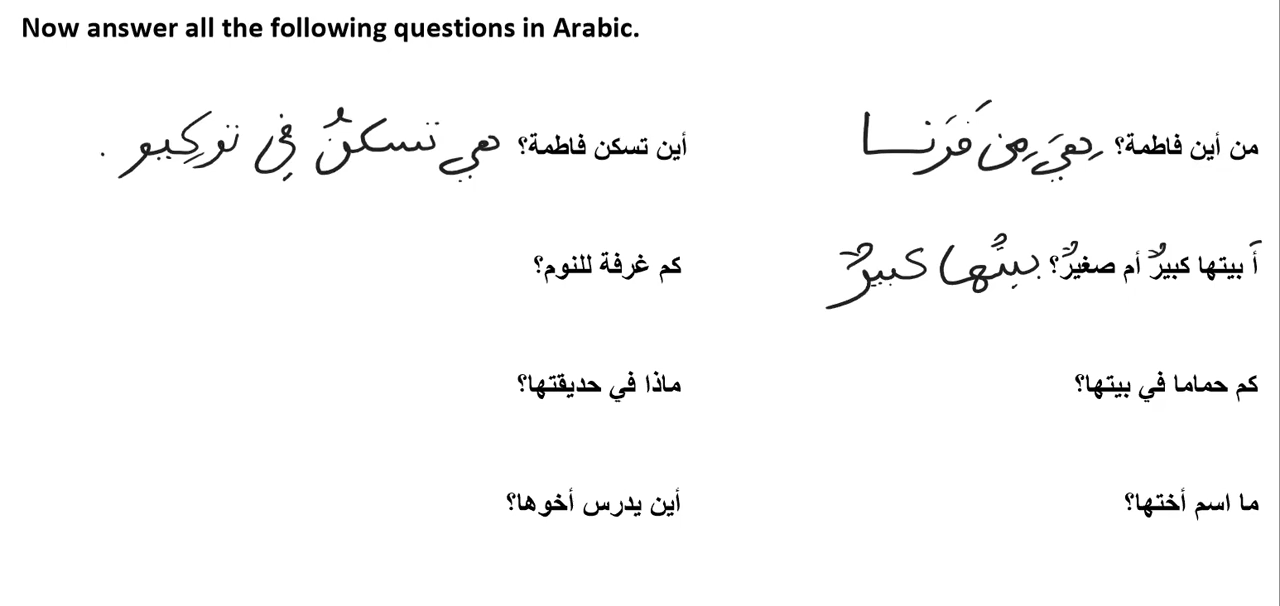 Now answer all the following questions in Arabic.
من أين فاطمة؟ هِيَ مِن فَرَنسا
أين تسكن فاطمة؟ هي تسكنُ فِي توكِيو.
أَ بيتها كبيرٌ أم صغيرٌ؟ بيتُها كبيرٌ
كم غرفة للنوم؟
كم حماما في بيتها؟
ماذا في حديقتها؟
ما اسم أختها؟
أين يدرس أخوها؟